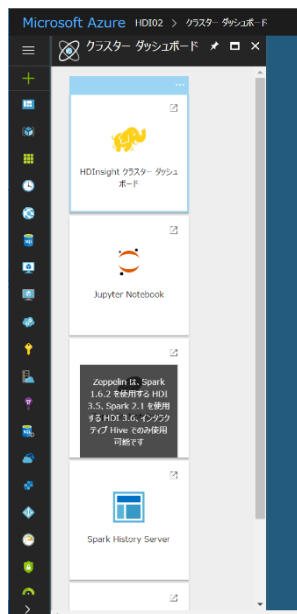 Microsoft Azure HDI02 > クラスター ダッシュボード
クラスター ダッシュボード
HDInsight クラスター ダッシュ
ボード
Jupyter Notebook
Zeppelin は、Spark
1.6.2 を使用する HDI
3.5、Spark 2.1 を使用
する HDI 3.6、インタラク
ティブ Hive でのみ使用
可能です
Spark History Server